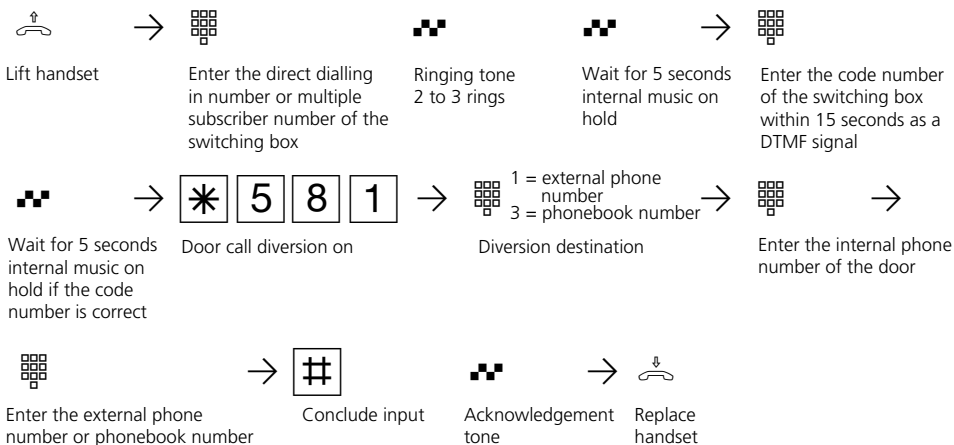 Lift handset
Enter the direct dialling
in number or multiple
subscriber number of the
switching box
Ringing tone
2 to 3 rings
Wait for 5 seconds
internal music on
hold
Enter the code number
of the switching box
within 15 seconds as a
DTMF signal
Wait for 5 seconds
internal music on
hold if the code
number is correct
* 5 8 1
Door call diversion on
1 = external phone
number
3 = phonebook number
Diversion destination
Enter the internal phone
number of the door
Enter the external phone
number or phonebook number
#
Conclude input
Acknowledgement
tone
Replace
handset